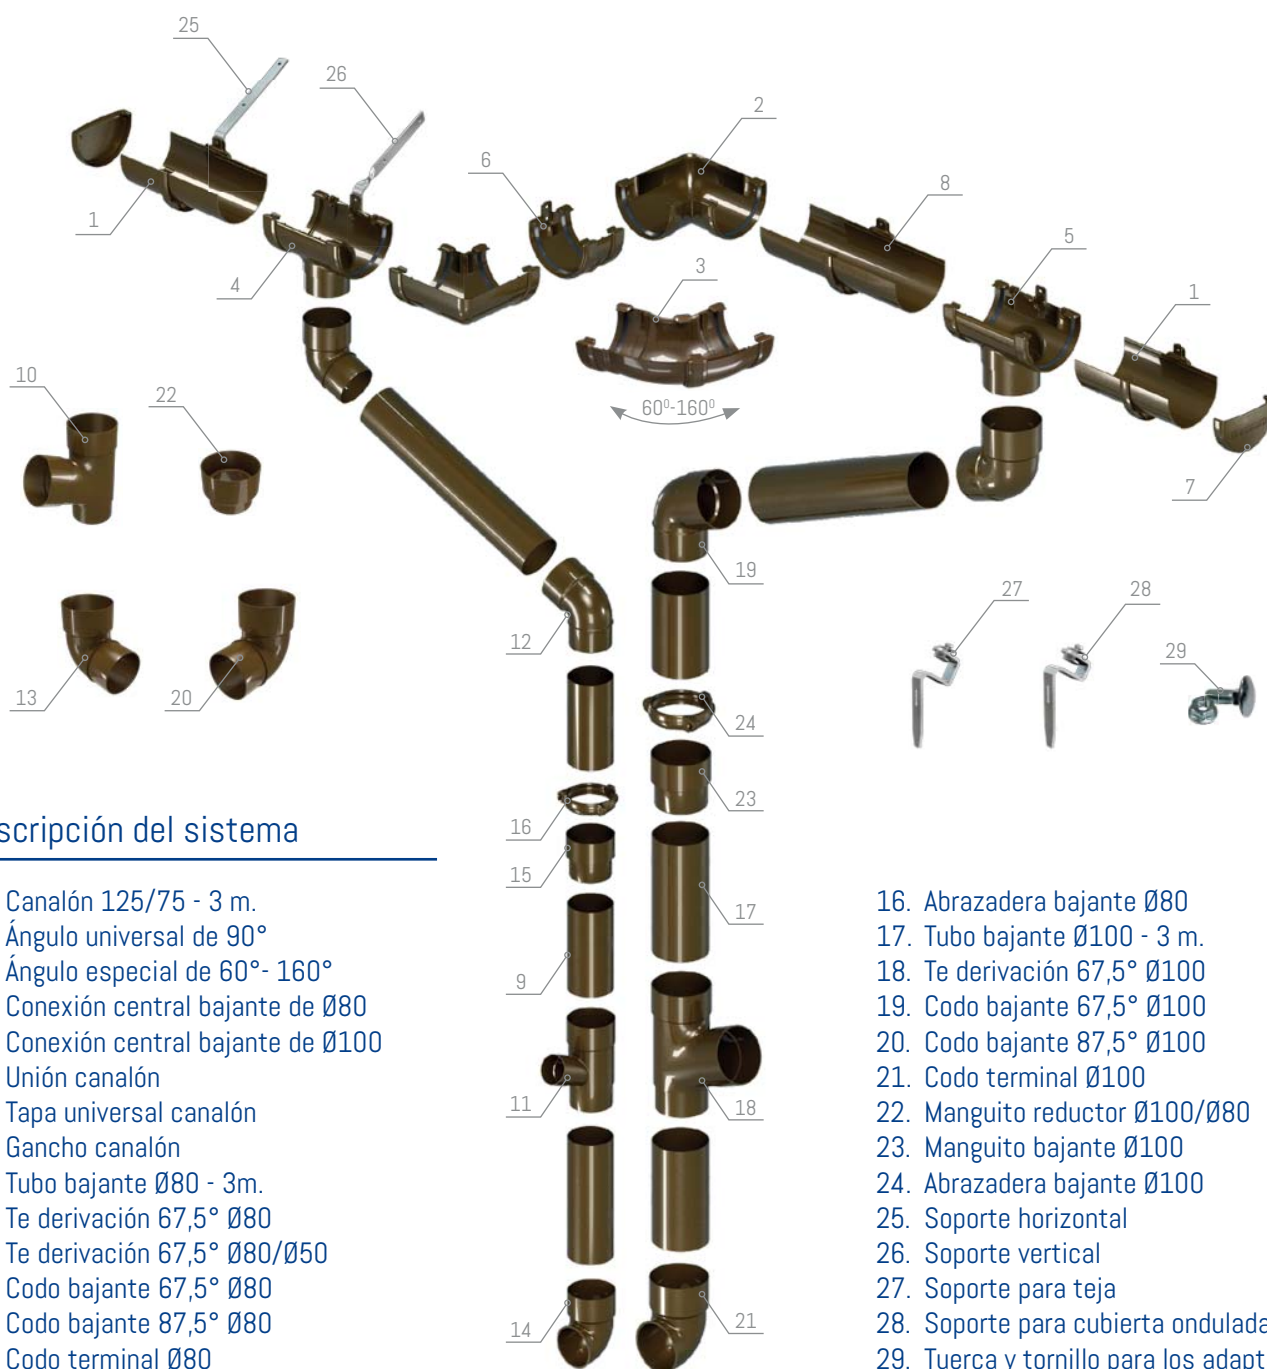 25
26
2
6
8
1
3
5
4
1
60⁰-160⁰
10
22
7
19
27
28
12
29
13
20
24
23
16
15
17
9
11
18
14
21
scripción del sistema
Canalón 125/75 - 3 m.
Ángulo universal de 90°
Ángulo especial de 60°- 160°
Conexión central bajante de Ø80
Conexión central bajante de Ø100
Unión canalón
Tapa universal canalón
Gancho canalón
Tubo bajante Ø80 - 3m.
Te derivación 67,5° Ø80
Te derivación 67,5° Ø80/Ø50
Codo bajante 67,5° Ø80
Codo bajante 87,5° Ø80
Codo terminal Ø80
16. Abrazadera bajante Ø80
17. Tubo bajante Ø100 - 3 m.
18. Te derivación 67,5° Ø100
19. Codo bajante 67,5° Ø100
20. Codo bajante 87,5° Ø100
21. Codo terminal Ø100
22. Manguito reductor Ø100/Ø80
23. Manguito bajante Ø100
24. Abrazadera bajante Ø100
25. Soporte horizontal
26. Soporte vertical
27. Soporte para teja
28. Soporte para cubierta ondulada
29. Tuerca y tornillo para los adapt